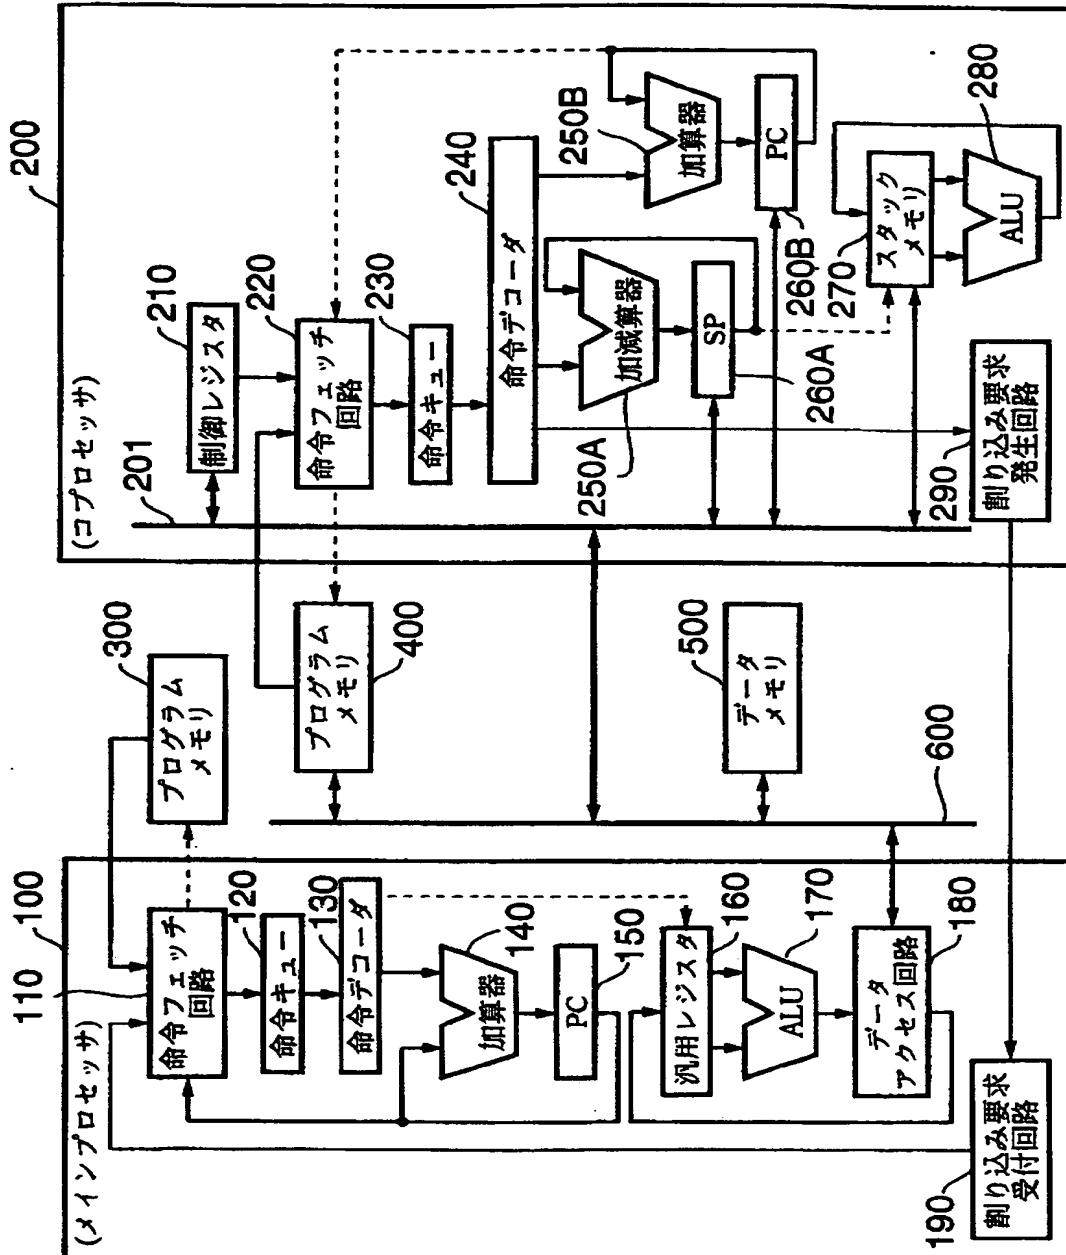 100
(メインプロセッサ)
110
命令フェッチ
回路
120
命令キュー
130
命令デコーダ
140
加算器
150
PC
160
汎用レジスタ
170
ALU
180
データ
アクセス回路
190
割り込み要求
受付回路
300
プログラム
メモリ
400
プログラム
メモリ
500
データ
メモリ
600
200
(コプロセッサ)
201
210
制御レジスタ
220
命令フェッチ
回路
230
命令キュー
240
命令デコーダ
250A
加減算器
250B
加算器
260A
SP
260B
PC
270
スタック
メモリ
280
ALU
290
割り込み要求
発生回路